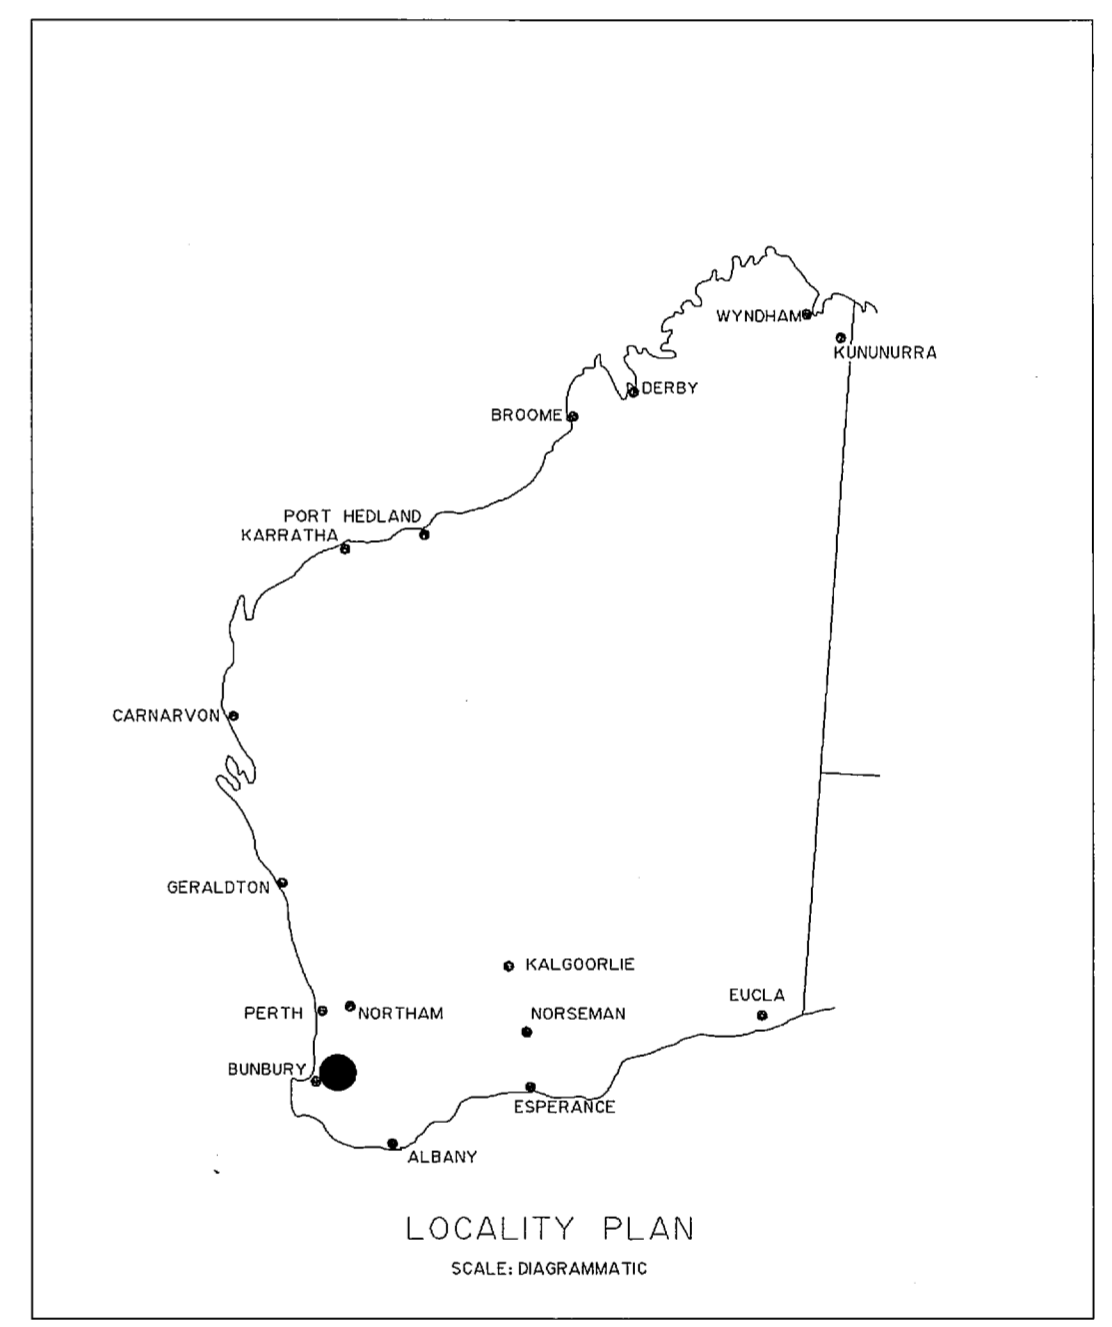 WYNDHAM
KUNUNURRA
DERBY
BROOME
PORT HEDLAND
KARRATHA
CARNARVON
GERALDTON
KALGOORLIE
EUCLA
PERTH
NORTHAM
NORSEMAN
BUNBURY
ESPERANCE
ALBANY
LOCALITY PLAN
SCALE: DIAGRAMMATIC